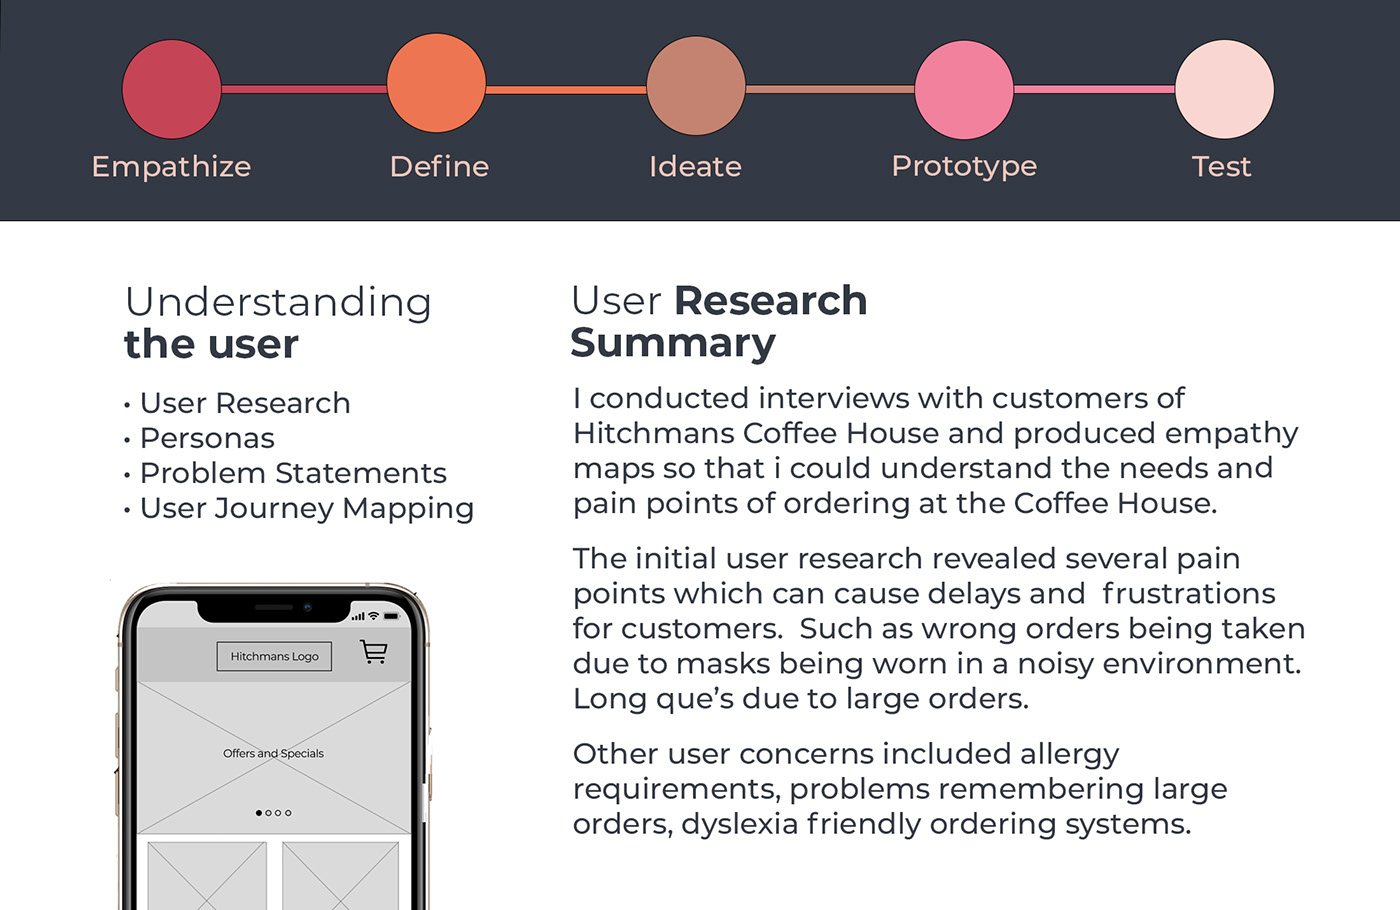 Empathize
Define
Ideate
Prototype
Test
Understanding
the user
• User Research
• Personas
• Problem Statements
• User Journey Mapping
Hitchmans Logo
Offers and Specials
User Research
Summary
I conducted interviews with customers of
Hitchmans Coffee House and produced empathy
maps so that i could understand the needs and
pain points of ordering at the Coffee House.
The initial user research revealed several pain
points which can cause delays and  frustrations
for customers.  Such as wrong orders being taken
due to masks being worn in a noisy environment.
Long que’s due to large orders.
Other user concerns included allergy
requirements, problems remembering large
orders, dyslexia friendly ordering systems.